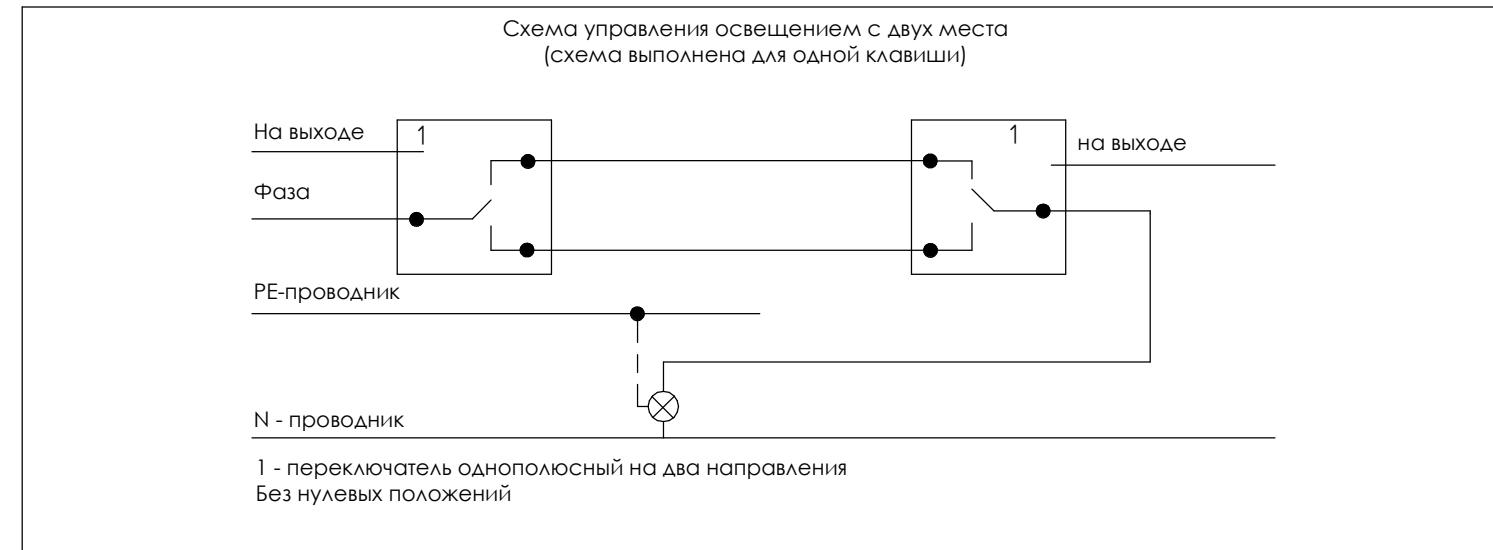 Схема управления освещением с двух места
(схема выполнена для одной клавиши)
На выходе
1
1
на выходе
Фаза
PE-проводник
N - проводник
1 - переключатель однополюсный на два направления
Без нулевых положений